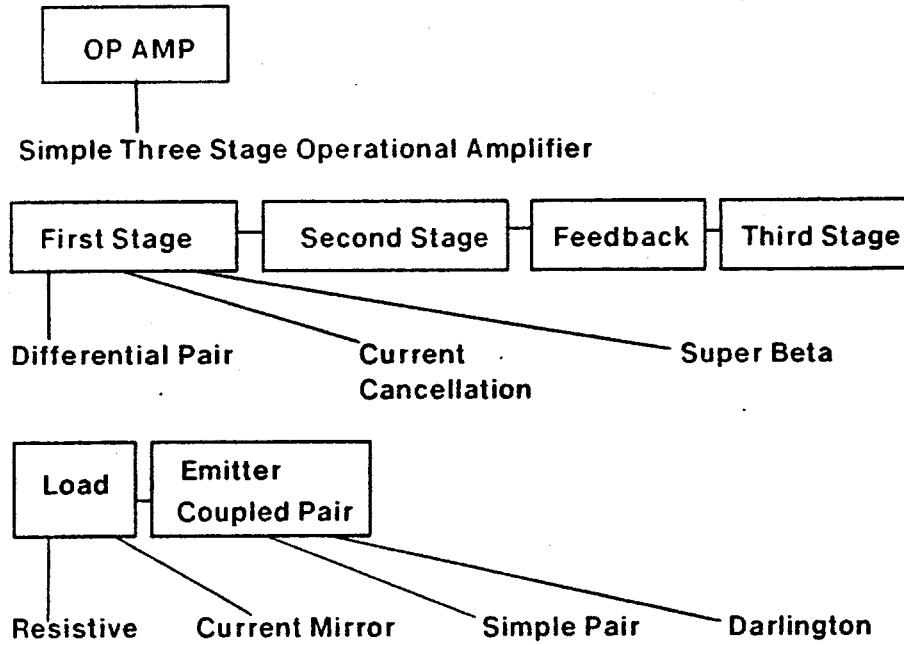 OP AMP
Simple Three Stage Operational Amplifier
First Stage
Second Stage
Feedback
Third Stage
Differential Pair
Current
Cancellation
Super Beta
Load
Emitter
Coupled Pair
Resistive
Current Mirror
Simple Pair
Darlington